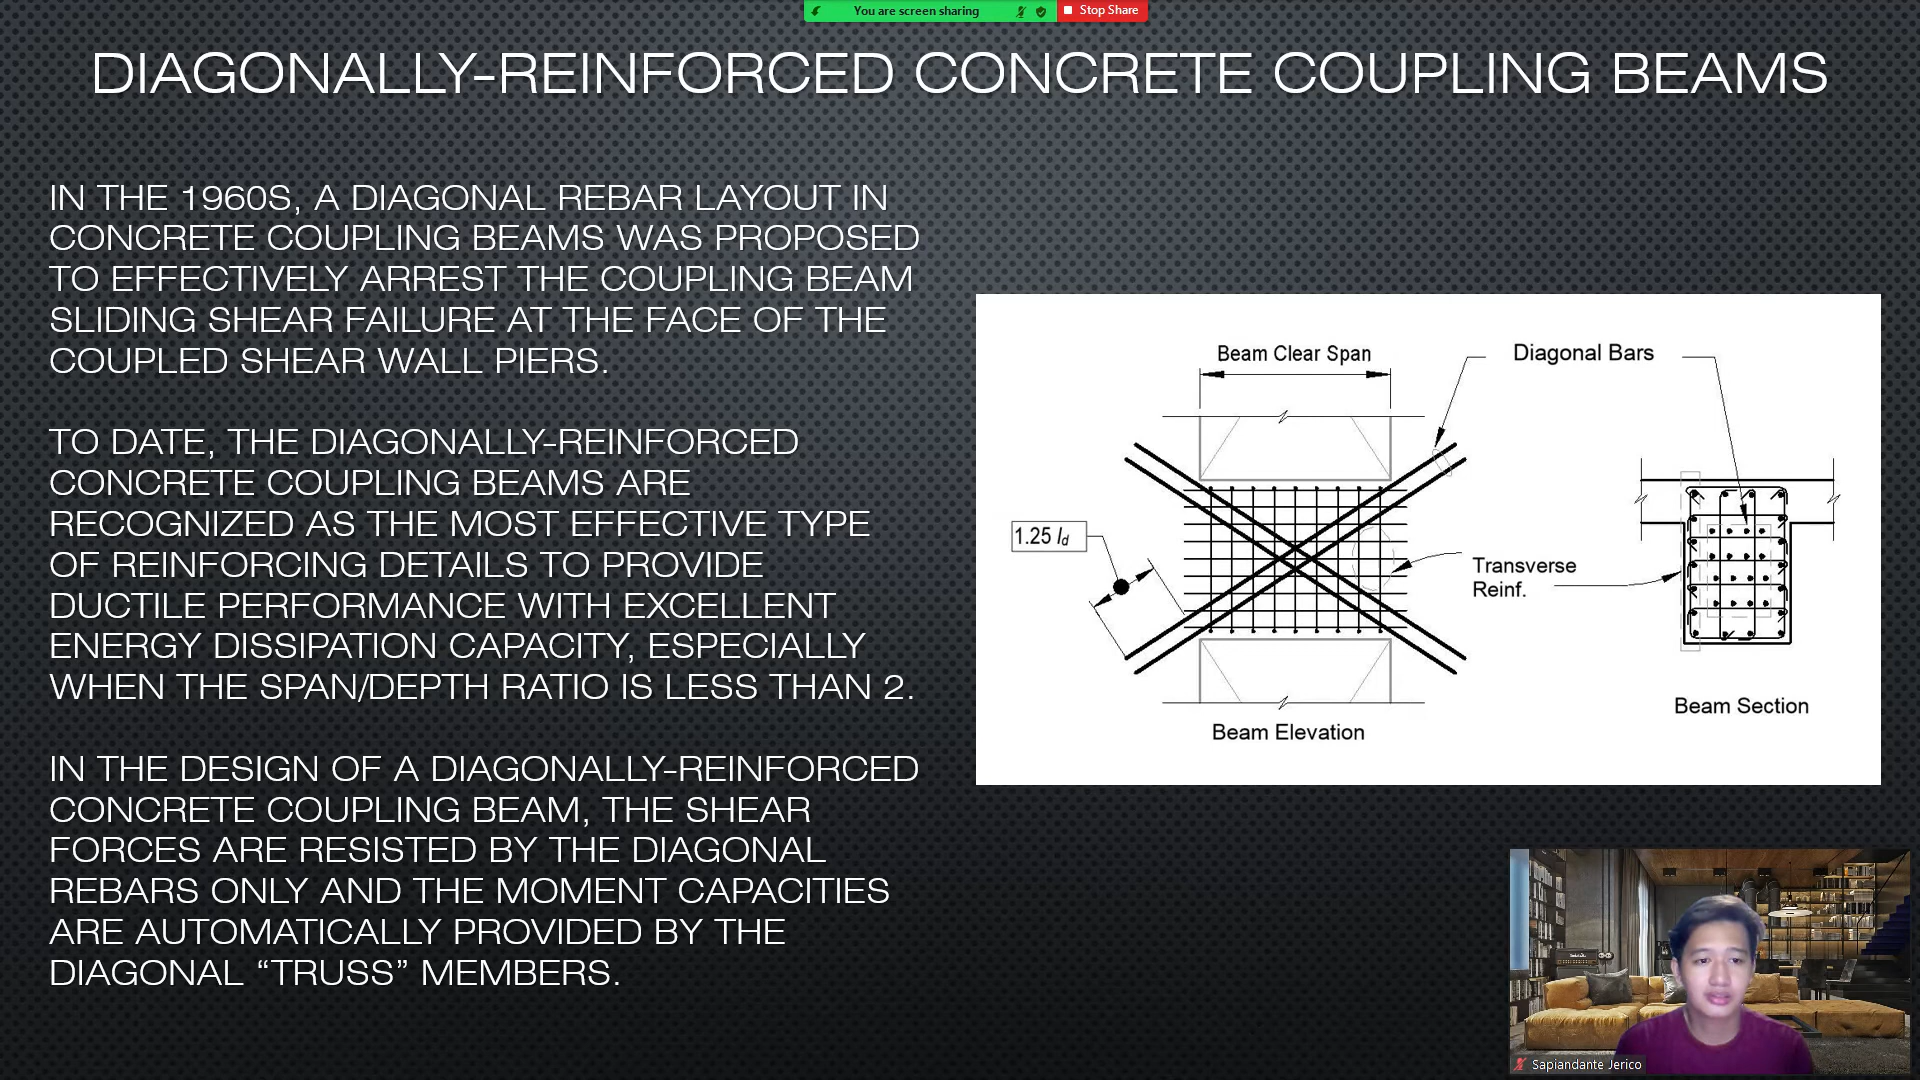 You are screen sharing
Stop Share
DIAGONALLY-REINFORCED CONCRETE COUPLING BEAMS
IN THE 1960S, A DIAGONAL REBAR LAYOUT IN
CONCRETE COUPLING BEAMS WAS PROPOSED
TO EFFECTIVELY ARREST THE COUPLING BEAM
SLIDING SHEAR FAILURE AT THE FACE OF THE
COUPLED SHEAR WALL PIERS.
TO DATE, THE DIAGONALLY-REINFORCED
CONCRETE COUPLING BEAMS ARE
RECOGNIZED AS THE MOST EFFECTIVE TYPE
OF REINFORCING DETAILS TO PROVIDE
DUCTILE PERFORMANCE WITH EXCELLENT
ENERGY DISSIPATION CAPACITY, ESPECIALLY
WHEN THE SPAN/DEPTH RATIO IS LESS THAN 2.
IN THE DESIGN OF A DIAGONALLY-REINFORCED
CONCRETE COUPLING BEAM, THE SHEAR
FORCES ARE RESISTED BY THE DIAGONAL
REBARS ONLY AND THE MOMENT CAPACITIES
ARE AUTOMATICALLY PROVIDED BY THE
DIAGONAL “TRUSS” MEMBERS.
Beam Clear Span
Diagonal Bars
1.25 ld
Transverse
Reinf.
Beam Section
Beam Elevation
Sapiandante Jerico